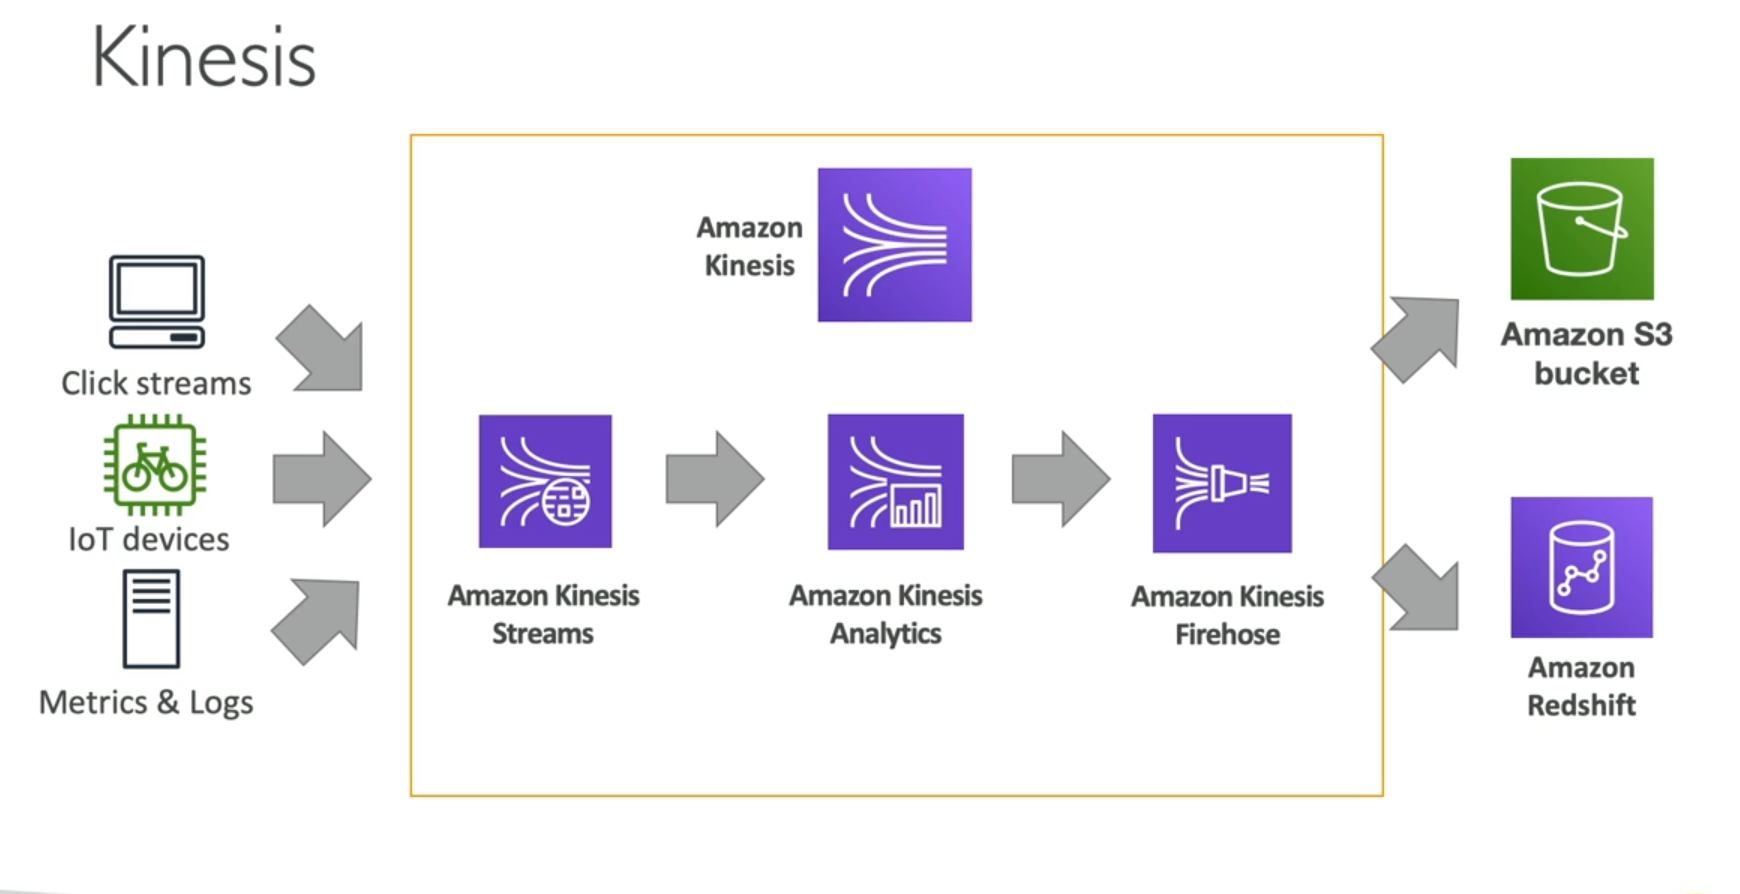 Kinesis
Amazon
Kinesis
Click streams
IoT devices
Metrics & Logs
Amazon Kinesis
Streams
Amazon Kinesis
Analytics
Amazon Kinesis
Firehose
Amazon S3
bucket
Amazon
Redshift